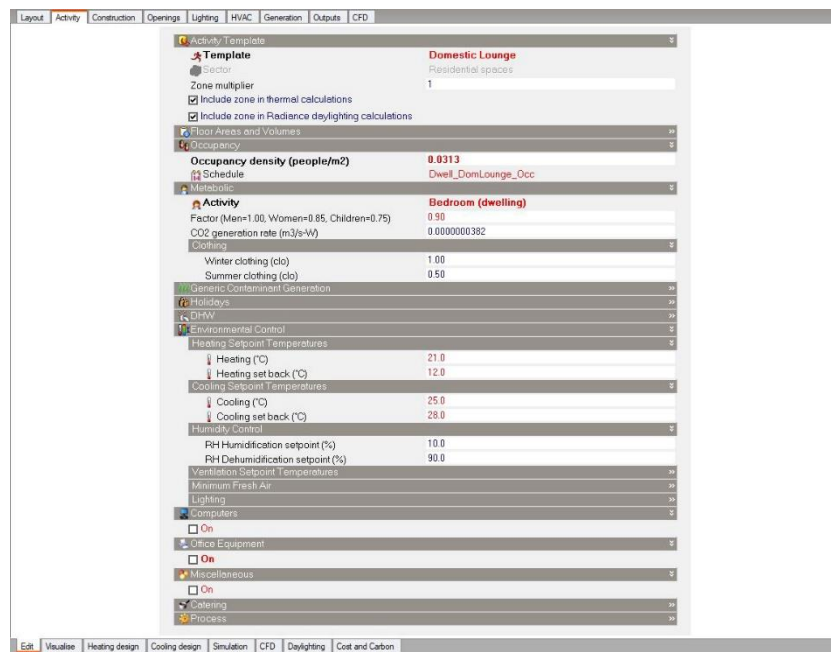 Layout Activity Construction Openings Lighting HVAC Generation Outputs CFD
Activity Template
Template Domestic Lounge
Sector Residential spaces
Zone multiplier 1
Include zone in thermal calculations
Include zone in Radiance daylighting calculations
Floor Areas and Volumes
Occupancy
Occupancy density (people/m2) 0.0313
Schedule Dwell_DomLounge_Occ
Metabolic
Activity Bedroom (dwelling)
Factor (Men=1.00, Women=0.85, Children=0.75) 0.90
CO2 generation rate (m3/s-W) 0.0000000382
Clothing
Winter clothing (clo) 1.00
Summer clothing (clo) 0.50
Generic Contaminant Generation
Holidays
DHW
Environmental Control
Heating Setpoint Temperatures
Heating (°C) 21.0
Heating set back (°C) 12.0
Cooling Setpoint Temperatures
Cooling (°C) 25.0
Cooling set back (°C) 28.0
Humidity Control
RH Humidification setpoint (%) 10.0
RH Dehumidification setpoint (%) 90.0
Ventilation Setpoint Temperatures
Minimum Fresh Air
Lighting
Computers
On
Office Equipment
On
Miscellaneous
On
Catering
Process
Edit Visualise Heating design Cooling design Simulation CFD Daylighting Cost and Carbon